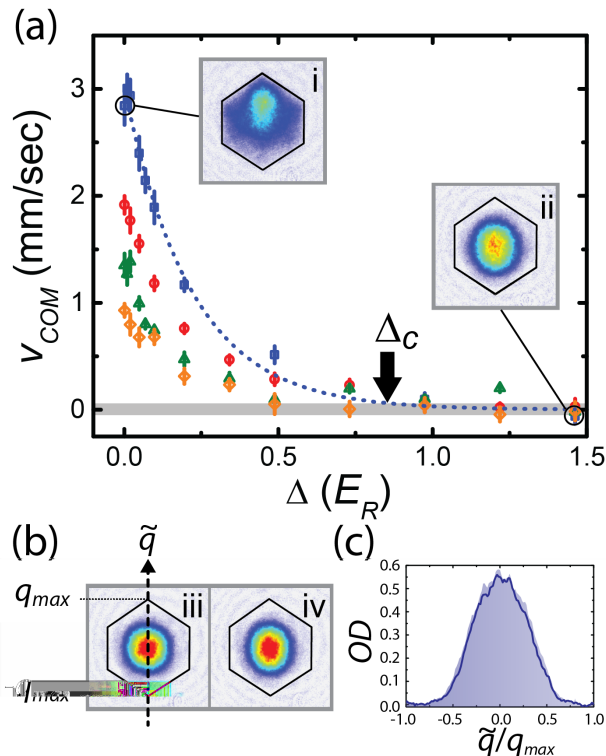 (a)
v_COM (mm/sec)
3
2
1
0
i
ii
Δ_C
0.0 0.5 1.0 1.5
Δ (E_R)
(b)
q̃
q_max
iii iv
(c)
OD
0.6
0.5
0.4
0.3
0.2
0.1
0.0
-1.0 -0.5 0.0 0.5 1.0
q̃/q_max